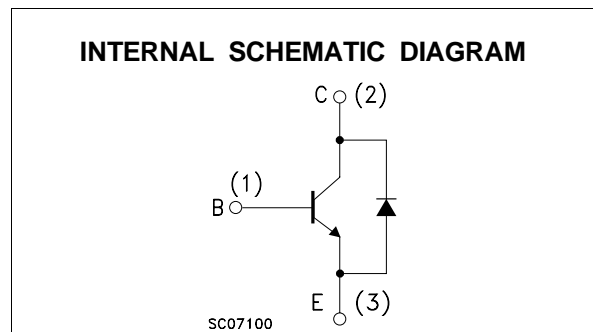 INTERNAL SCHEMATIC DIAGRAM
C (2)
(1)
B
E (3)
SC07100